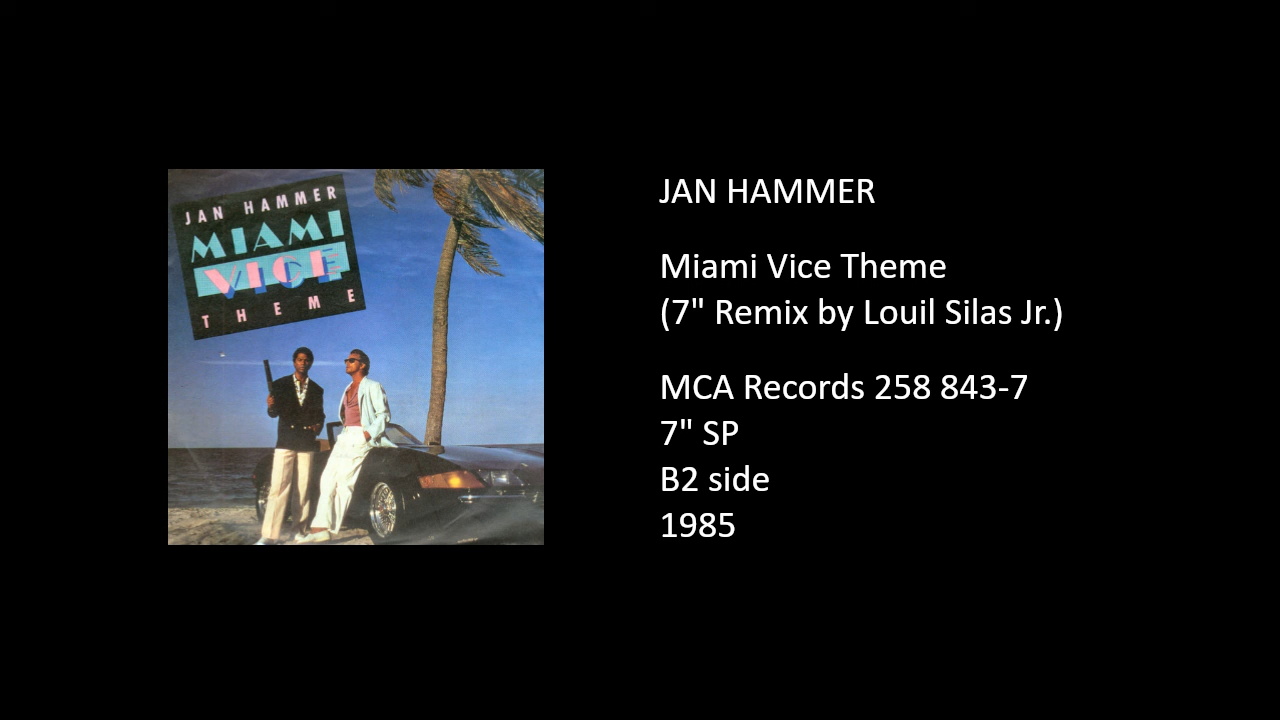 JAN HAMMER
MIAMI
VICE
THEME
JAN HAMMER
Miami Vice Theme
(7" Remix by Louil Silas Jr.)
MCA Records 258 843-7
7" SP
B2 side
1985